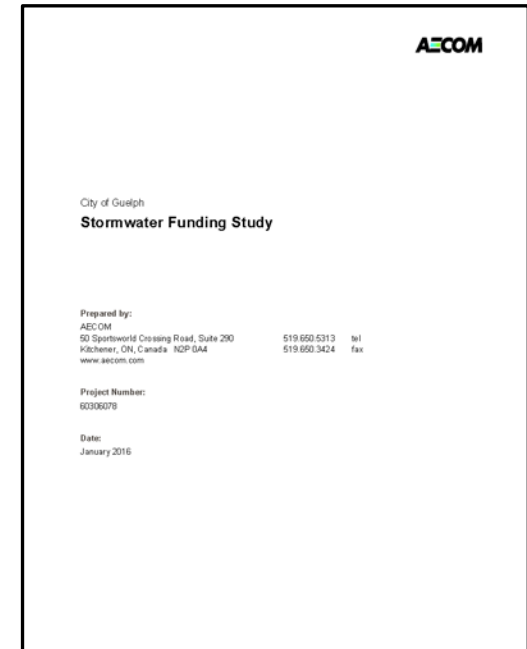 AECOM
City of Guelph
Stormwater Funding Study
Prepared by:
AECOM
50 Sportsworld Crossing Road, Suite 290 519.650.5313 tel
Kitchener, ON, Canada N2P 0A4 519.650.3424 fax
www.aecom.com
Project Number:
60306078
Date:
January 2016